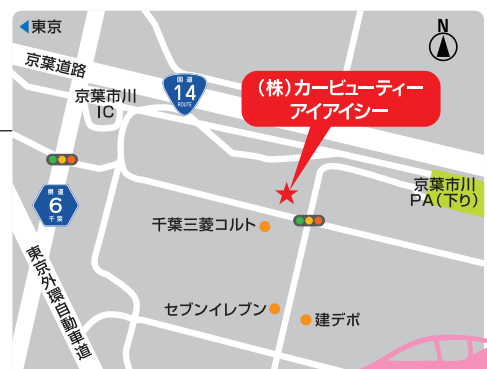 東京
N
京葉道路
国道
14
ROUTE
京葉市川
IC
(株)カービューティー
アイアイシー
京葉市川
PA(下り)
県道
6
千葉
千葉三菱コルト
東京外環自動車道
セブンイレブン
建デポ